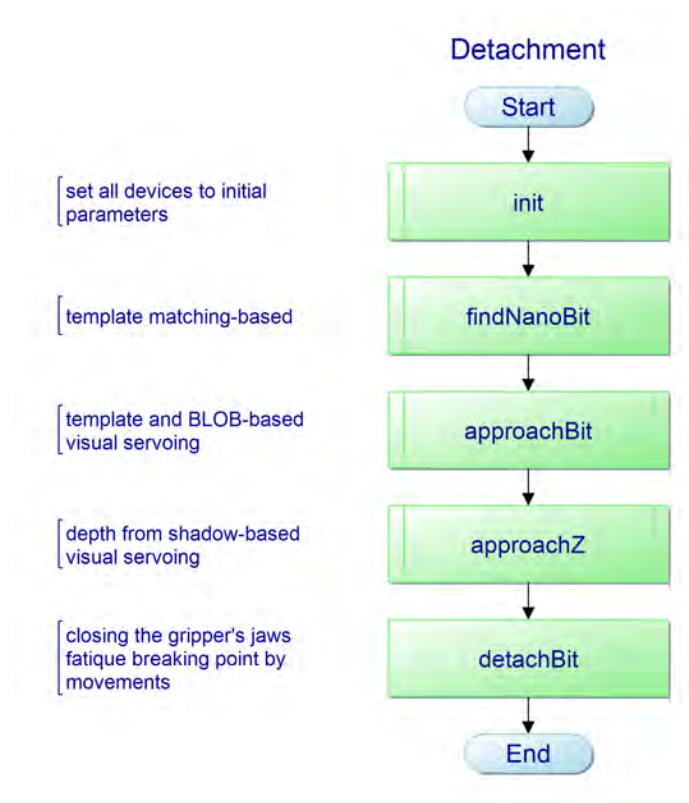 Detachment
Start
set all devices to initial
parameters
init
template matching-based
findNanoBit
template and BLOB-based
visual servoing
approachBit
depth from shadow-based
visual servoing
approachZ
closing the gripper's jaws
fatique breaking point by
movements
detachBit
End